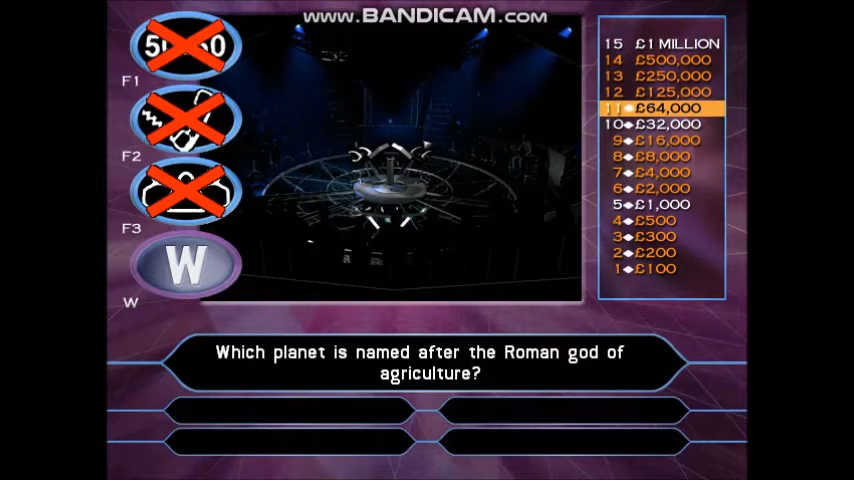 www.BANDICAM.com
F1
F2
F3
W
W
15 £1 MILLION
14 £500,000
13 £250,000
12 £125,000
11◆£64,000
10◆£32,000
9◆£16,000
8◆£8,000
7◆£4,000
6◆£2,000
5◆£1,000
4◆£500
3◆£300
2◆£200
1◆£100
Which planet is named after the Roman god of
agriculture?